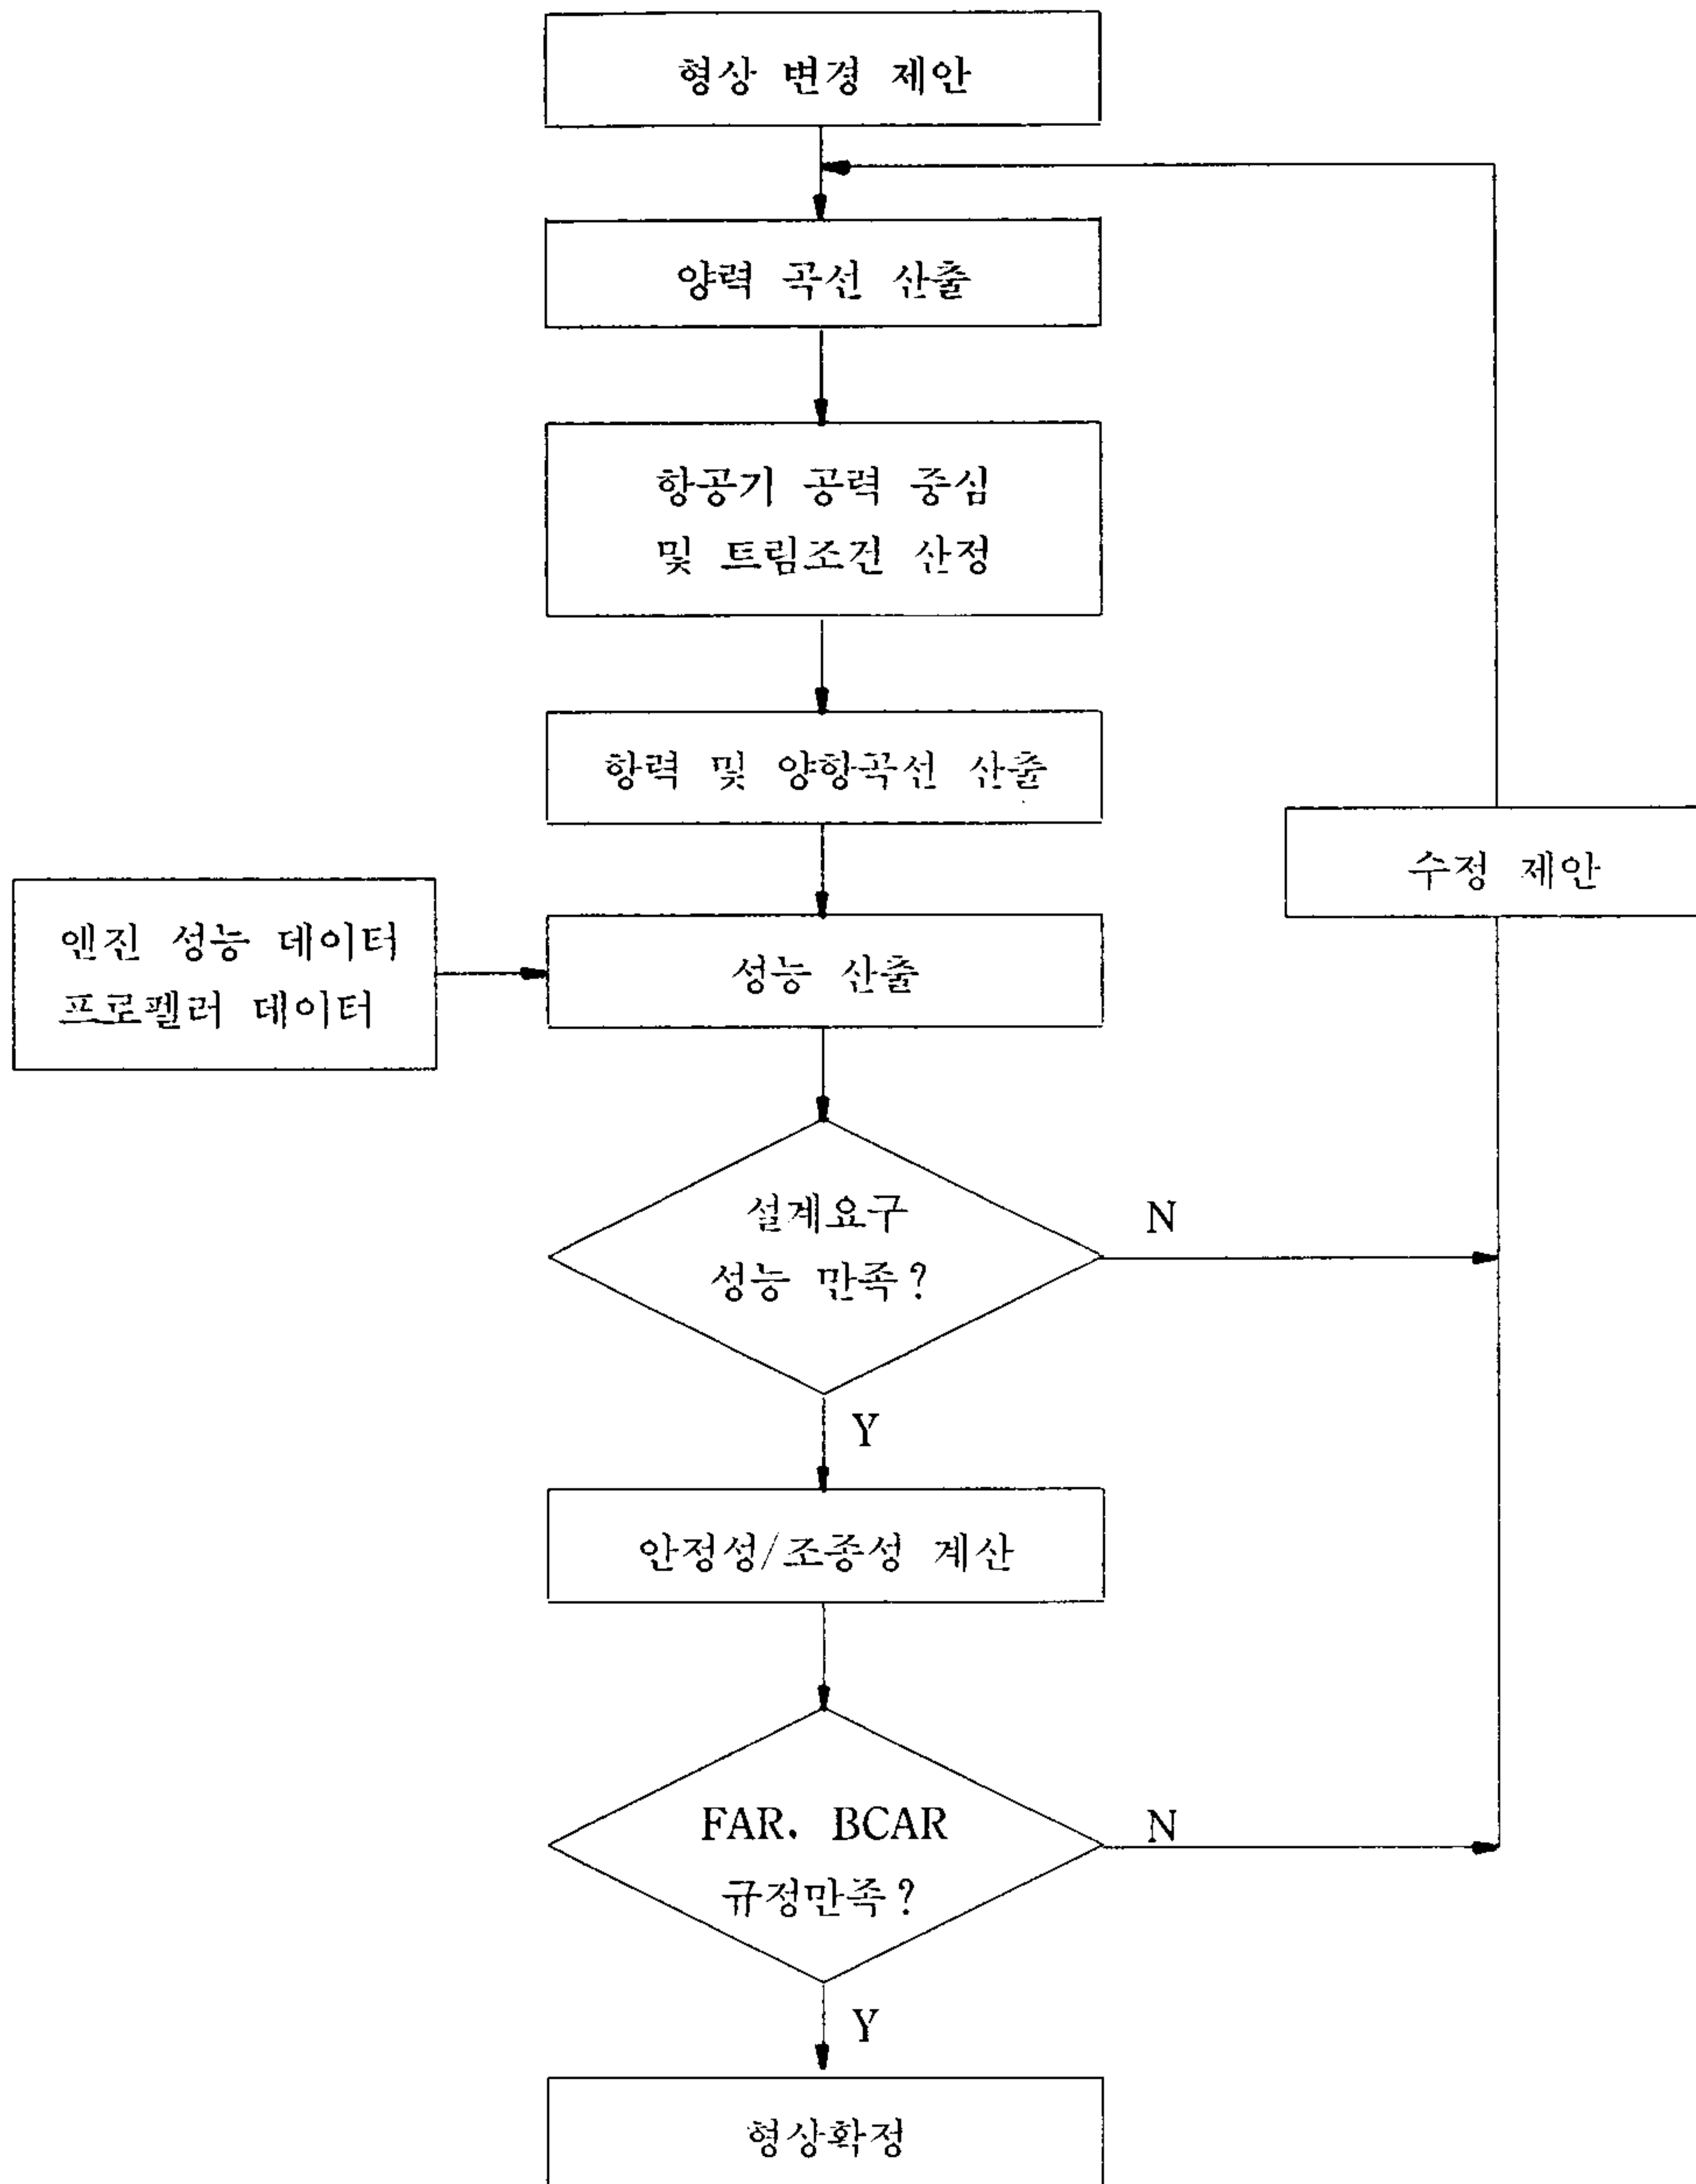 형상 변경 제안
양력 곡선 산출
항공기 공력 중심
및 트림조건 산정
항력 및 양항곡선 산출
수정 제안
엔진 성능 데이터
프로펠러 데이터
성능 산출
설계요구
성능 만족?
N
Y
안정성/조종성 계산
FAR. BCAR
규정만족?
N
Y
형상확정